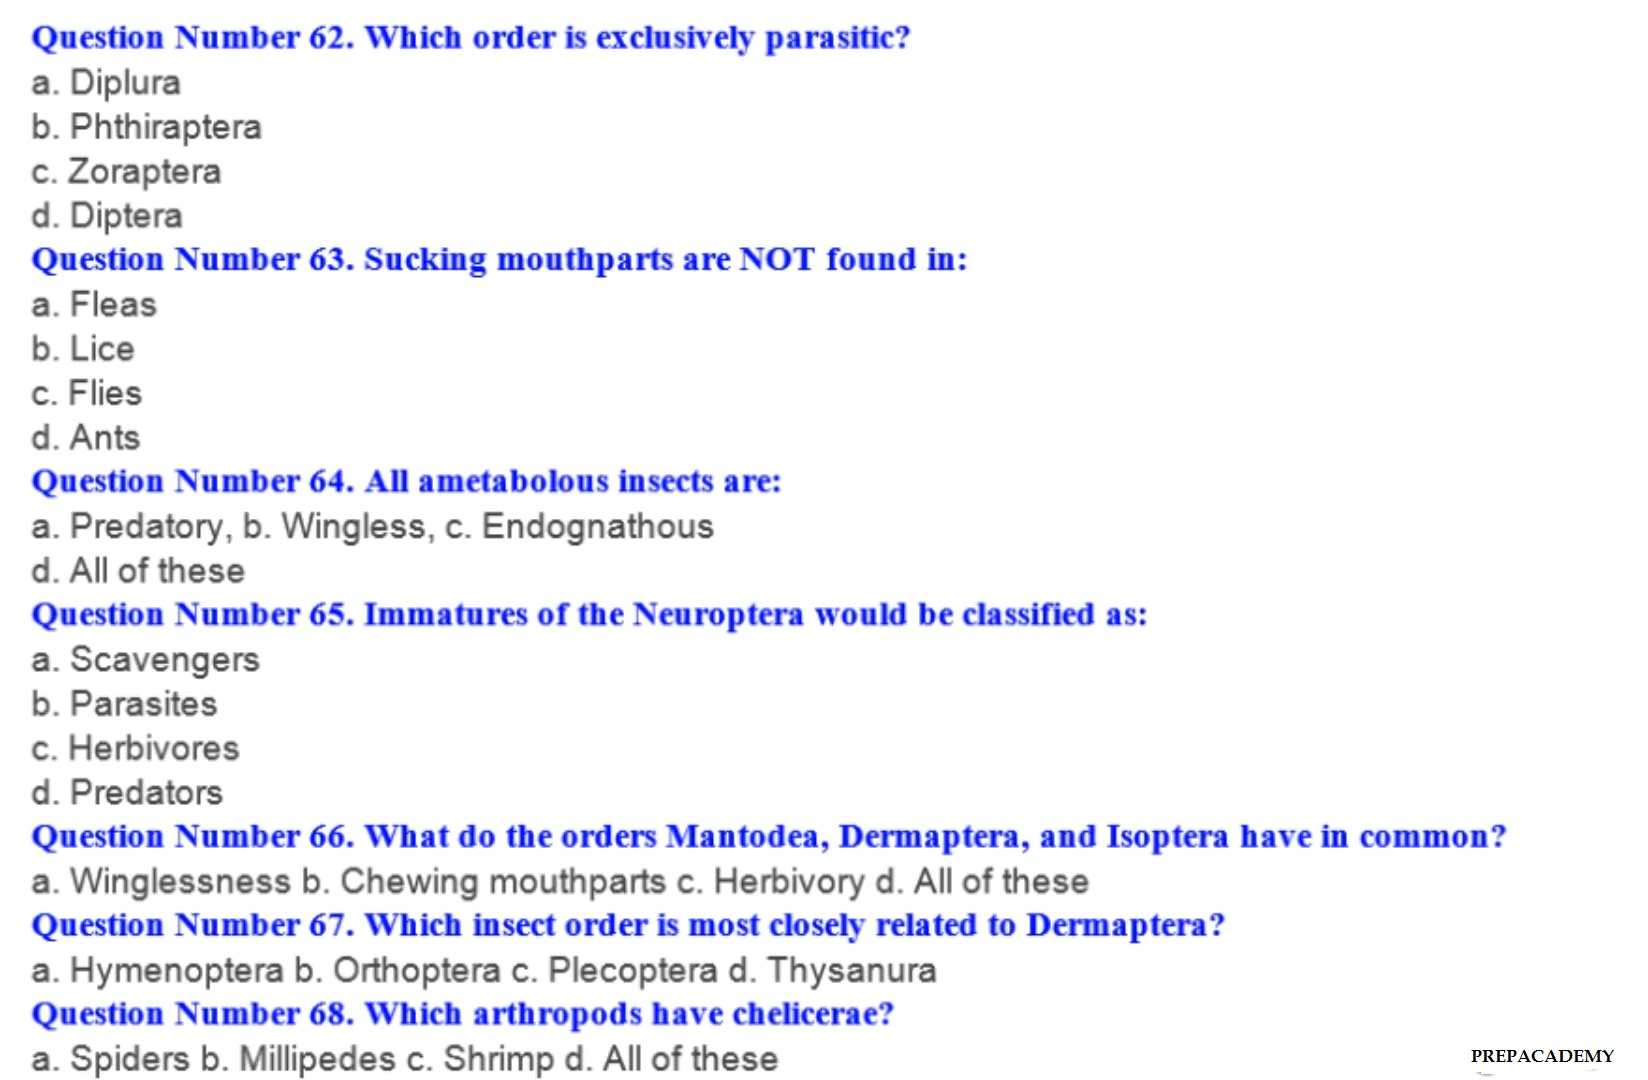 Question Number 62. Which order is exclusively parasitic?
a. Diplura
b. Phthiraptera
c. Zoraptera
d. Diptera
Question Number 63. Sucking mouthparts are NOT found in:
a. Fleas
b. Lice
c. Flies
d. Ants
Question Number 64. All ametabolous insects are:
a. Predatory, b. Wingless, c. Endognathous
d. All of these
Question Number 65. Immatures of the Neuroptera would be classified as:
a. Scavengers
b. Parasites
c. Herbivores
d. Predators
Question Number 66. What do the orders Mantodea, Dermaptera, and Isoptera have in common?
a. Winglessness b. Chewing mouthparts c. Herbivory d. All of these
Question Number 67. Which insect order is most closely related to Dermaptera?
a. Hymenoptera b. Orthoptera c. Plecoptera d. Thysanura
Question Number 68. Which arthropods have chelicerae?
a. Spiders b. Millipedes c. Shrimp d. All of these
PREPACADEMY